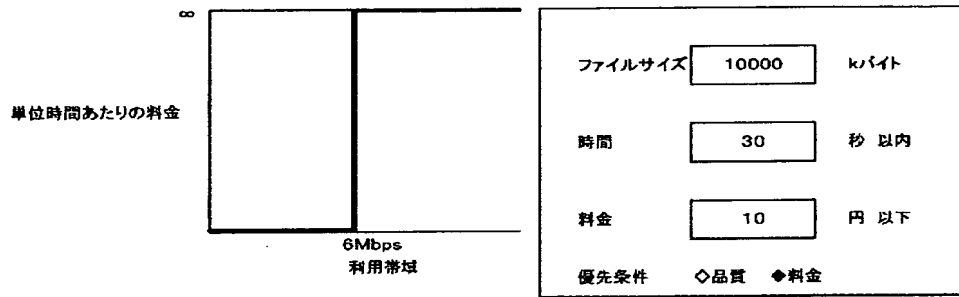 ∞
単位時間あたりの料金
6Mbps
利用帯域
ファイルサイズ 10000 kバイト
時間 30 秒 以内
料金 10 円 以下
優先条件 ◇品質 ◆料金